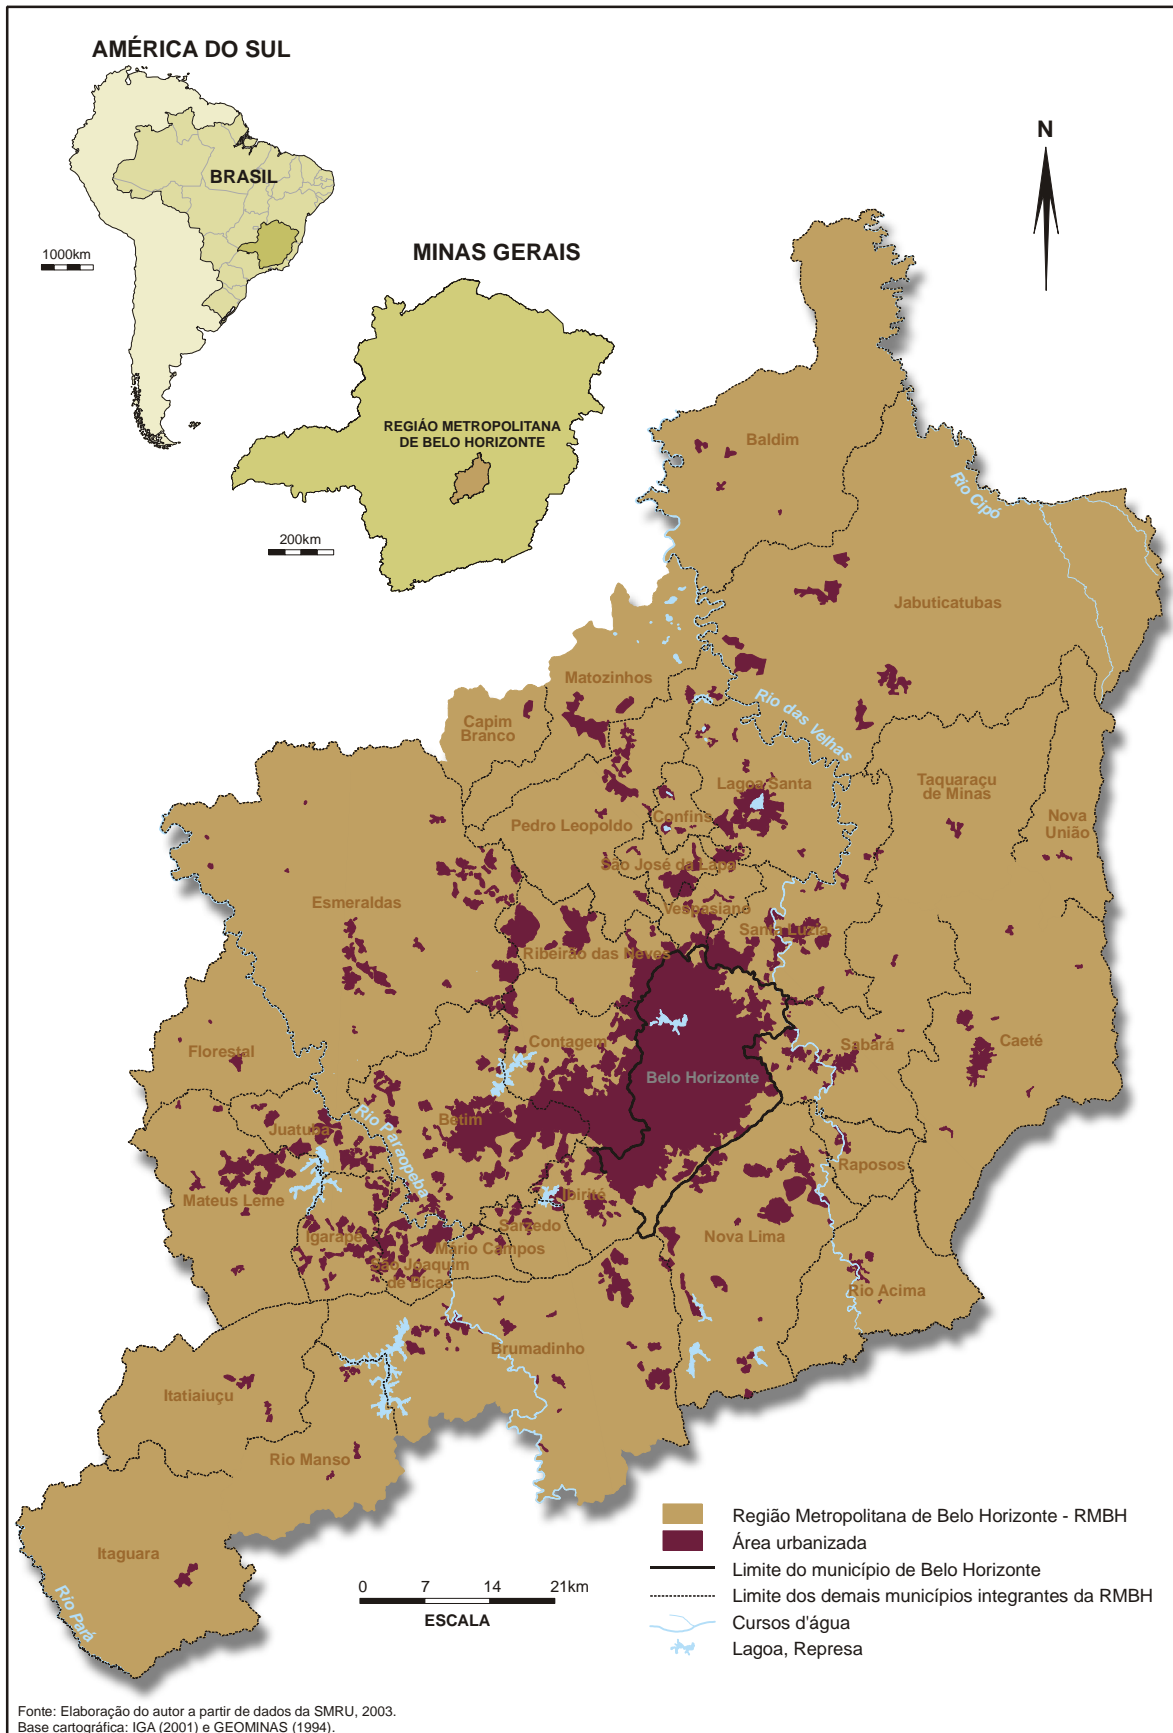 AMÉRICA DO SUL
BRASIL
1000km
N
MINAS GERAIS
REGIÃO METROPOLITANA
DE BELO HORIZONTE
200km
Baldim
Rio Cipó
Jabuticatubas
Matozinhos
Capim
Branco
Rio das Velhas
Lagoa Santa
Taquaraçu
de Minas
Nova
União
Pedro Leopoldo
Confins
São José da Lapa
Esmeraldas
Vespasiano
Santa Luzia
Ribeirão das Neves
Contagem
Florestal
Sabará
Caeté
Belo Horizonte
Betim
Juatuba
Rio Paraopeba
Raposos
Mateus Leme
Ibirité
Sarzedo
Igarapé
Nova Lima
Mário Campos
São Joaquim
de Bicas
Rio Acima
Brumadinho
Itatiaiuçu
Rio Manso
Itaguara
Rio Pará
Região Metropolitana de Belo Horizonte - RMBH
Área urbanizada
Limite do município de Belo Horizonte
Limite dos demais municípios integrantes da RMBH
Cursos d'água
Lagoa, Represa
0 7 14 21km
ESCALA
Fonte: Elaboração do autor a partir de dados da SMRU, 2003.
Base cartográfica: IGA (2001) e GEOMINAS (1994).